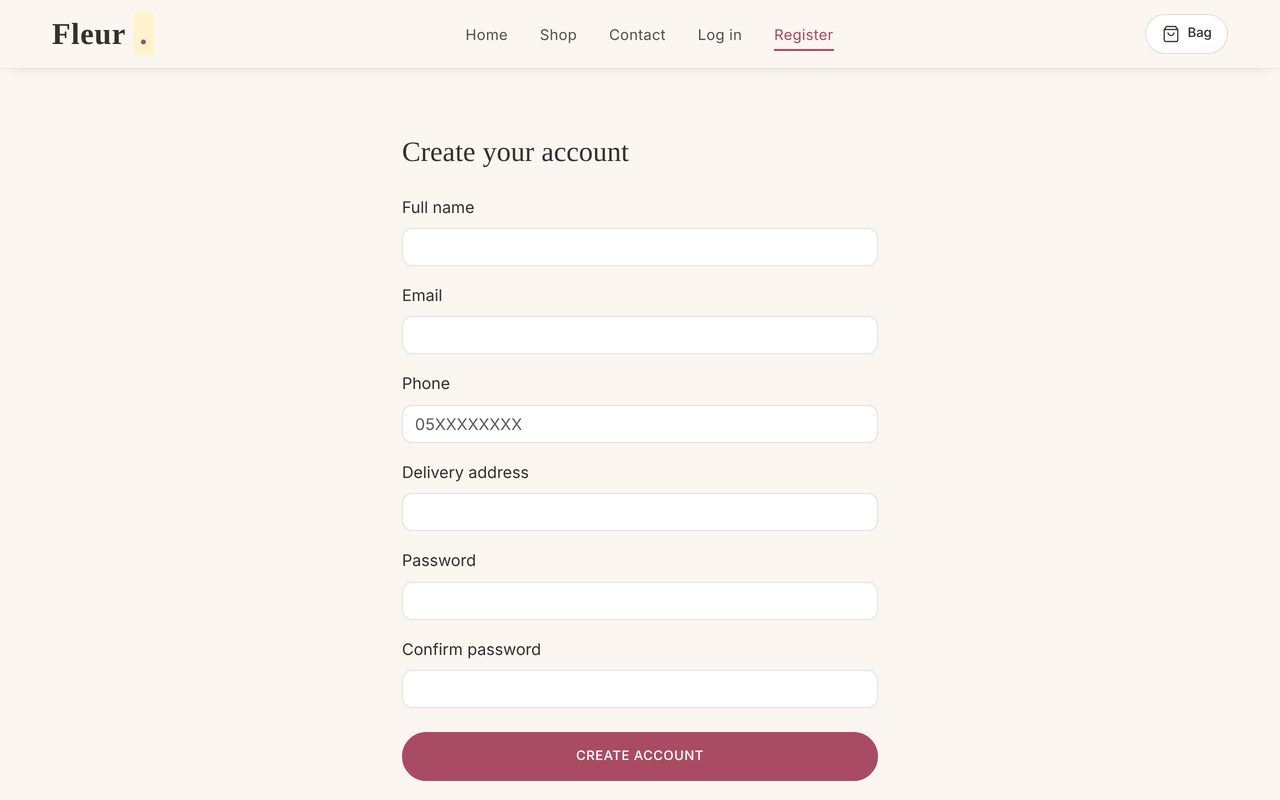 Fleur .
Home
Shop
Contact
Log in
Register
Bag
Create your account
Full name
Email
Phone
05XXXXXXXX
Delivery address
Password
Confirm password
CREATE ACCOUNT